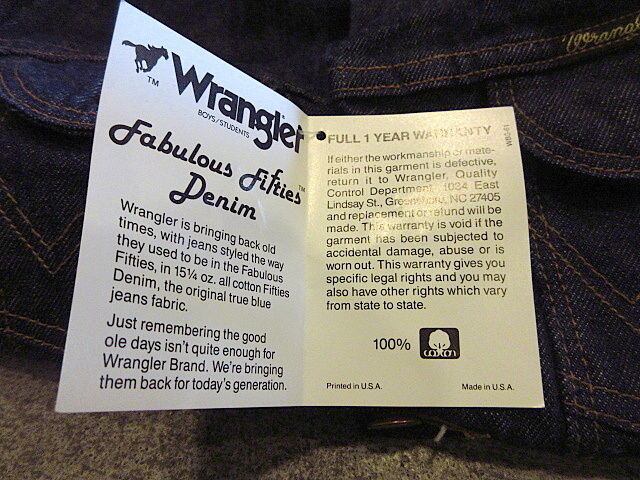 Wrangler
TM
BOYS/STUDENTS
Fabulous Fifties™
Denim
Wrangler is bringing back old
times, with jeans styled the way
they used to be in the Fabulous
Fifties, in 15¼ oz. all cotton Fifties
Denim, the original true blue
jeans fabric.
Just remembering the good
ole days isn't quite enough for
Wrangler Brand. We're bringing
them back for today's generation.
FULL 1 YEAR WARRANTY
If either the workmanship or mate-
rials in this garment is defective,
return it to Wrangler, Quality
Control Department, 1034 East
Lindsay St., Greensboro, NC 27405
and replacement or refund will be
made. This warranty is void if the
garment has been subjected to
accidental damage, abuse or is
worn out. This warranty gives you
specific legal rights and you may
also have other rights which vary
from state to state.
100%
COTTON
Printed in U.S.A.
Made in U.S.A.